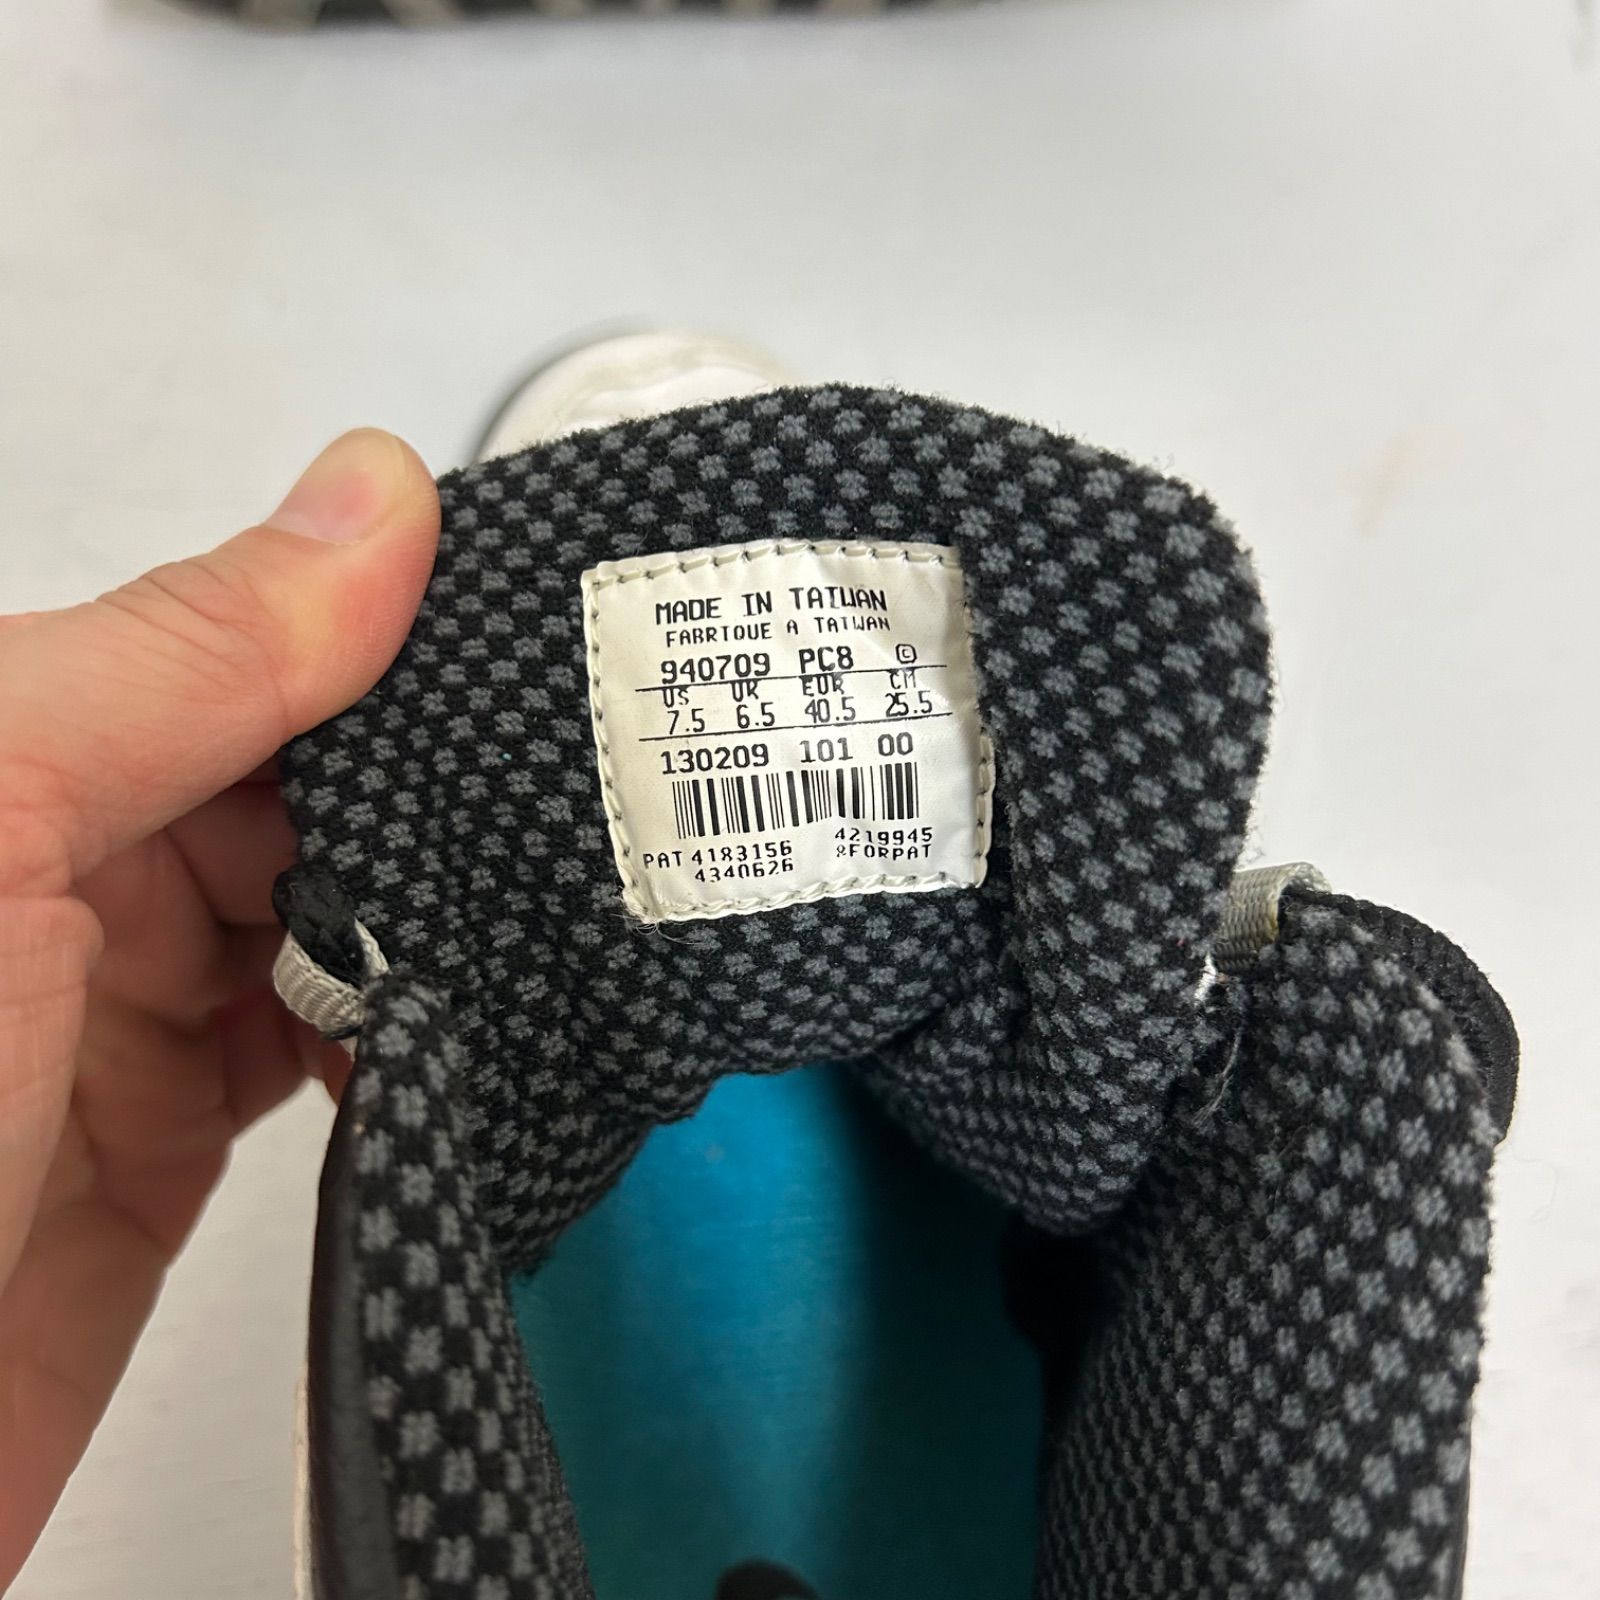 MADE IN TAIWAN
FABRIQUE A TAIWAN
940709 PC8 ©
US UK EUR CM
7.5 6.5 40.5 25.5
130209 101 00
PAT 4183156 4219945
4340626 &FORPAT